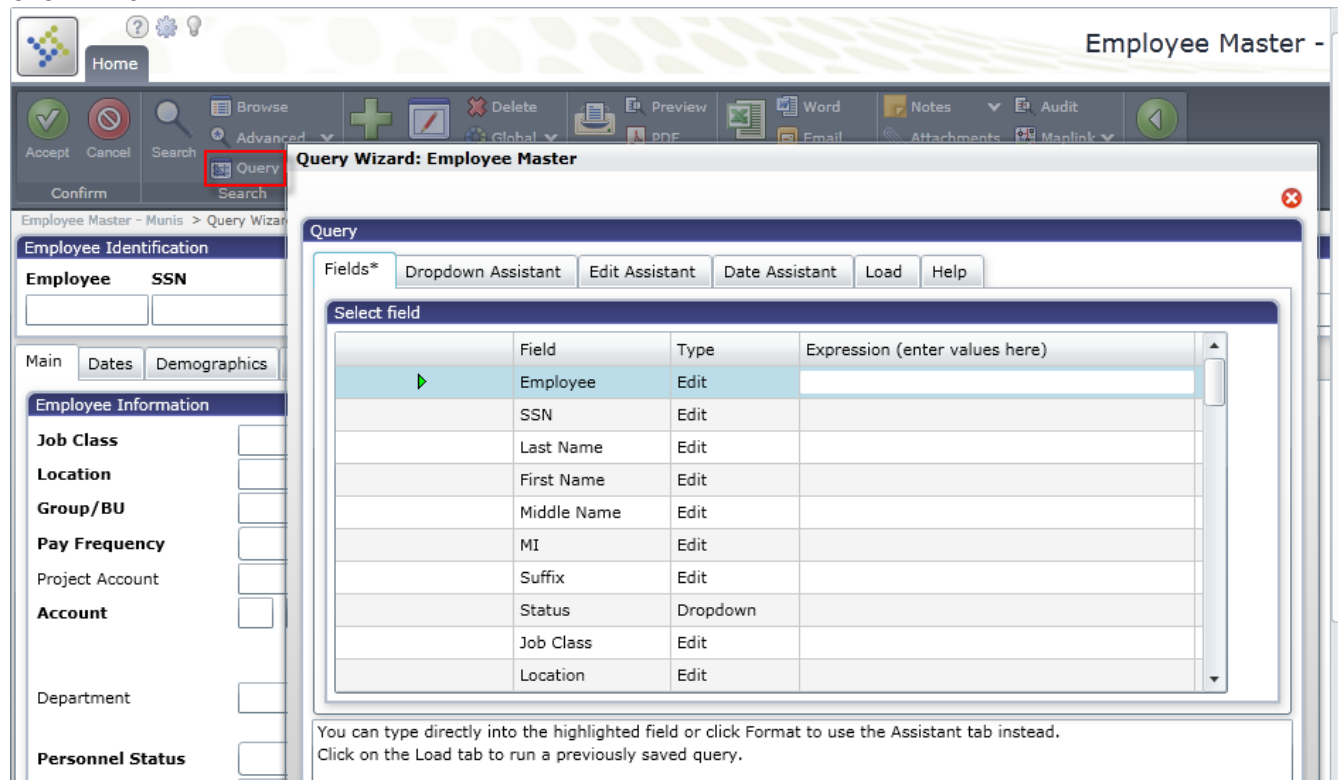 ?
Home
Employee Master -
Browse
Advanced
Query
Delete
Global
Preview
PDF
Word
Email
Notes
Attachments
Audit
Maplink
Accept
Cancel
Search
Confirm
Search
Employee Master - Munis > Query Wizar
Query Wizard: Employee Master
Employee Identification
Employee SSN
Main Dates Demographics
Employee Information
Job Class
Location
Group/BU
Pay Frequency
Project Account
Account
Department
Personnel Status
Query
Fields* Dropdown Assistant Edit Assistant Date Assistant Load Help
Select field
Field Type Expression (enter values here)
Employee Edit
SSN Edit
Last Name Edit
First Name Edit
Middle Name Edit
MI Edit
Suffix Edit
Status Dropdown
Job Class Edit
Location Edit
You can type directly into the highlighted field or click Format to use the Assistant tab instead.
Click on the Load tab to run a previously saved query.